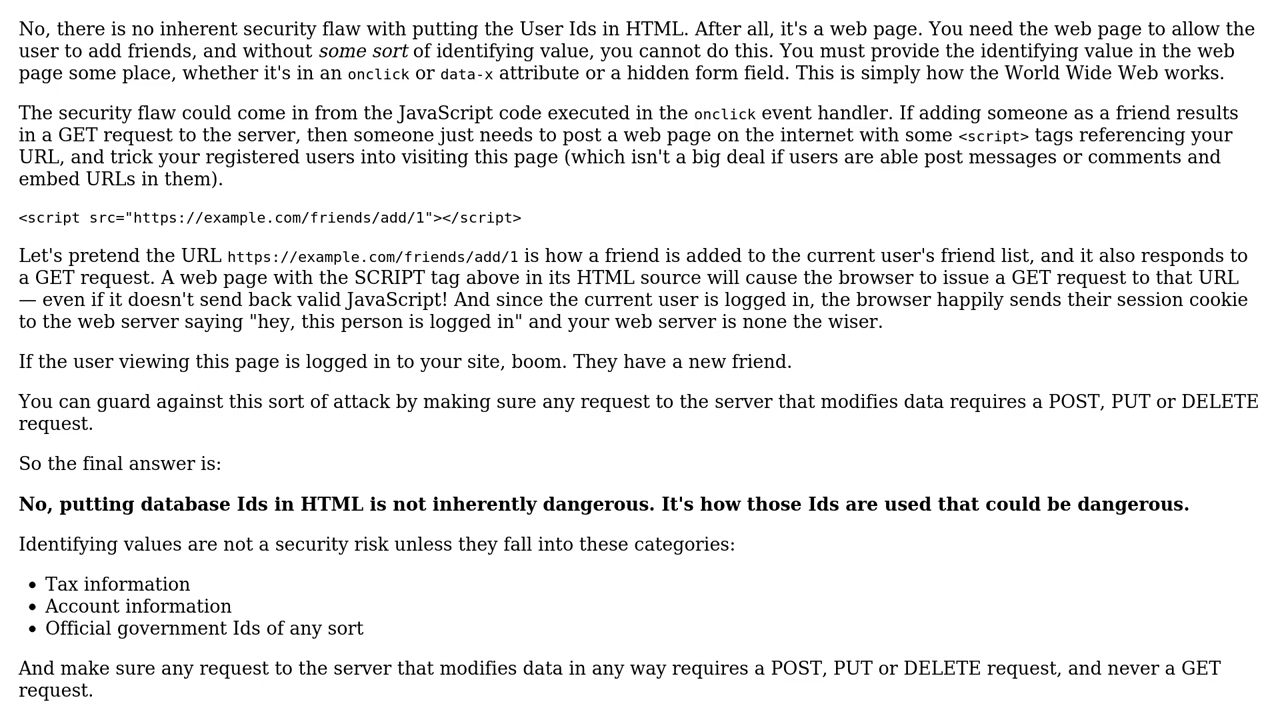 No, there is no inherent security flaw with putting the User Ids in HTML. After all, it's a web page. You need the web page to allow the
user to add friends, and without some sort of identifying value, you cannot do this. You must provide the identifying value in the web
page some place, whether it's in an onclick or data-x attribute or a hidden form field. This is simply how the World Wide Web works.
The security flaw could come in from the JavaScript code executed in the onclick event handler. If adding someone as a friend results
in a GET request to the server, then someone just needs to post a web page on the internet with some <script> tags referencing your
URL, and trick your registered users into visiting this page (which isn't a big deal if users are able post messages or comments and
embed URLs in them).
<script src="https://example.com/friends/add/1"></script>
Let's pretend the URL https://example.com/friends/add/1 is how a friend is added to the current user's friend list, and it also responds to
a GET request. A web page with the SCRIPT tag above in its HTML source will cause the browser to issue a GET request to that URL
— even if it doesn't send back valid JavaScript! And since the current user is logged in, the browser happily sends their session cookie
to the web server saying "hey, this person is logged in" and your web server is none the wiser.
If the user viewing this page is logged in to your site, boom. They have a new friend.
You can guard against this sort of attack by making sure any request to the server that modifies data requires a POST, PUT or DELETE
request.
So the final answer is:
No, putting database Ids in HTML is not inherently dangerous. It's how those Ids are used that could be dangerous.
Identifying values are not a security risk unless they fall into these categories:
• Tax information
• Account information
• Official government Ids of any sort
And make sure any request to the server that modifies data in any way requires a POST, PUT or DELETE request, and never a GET
request.